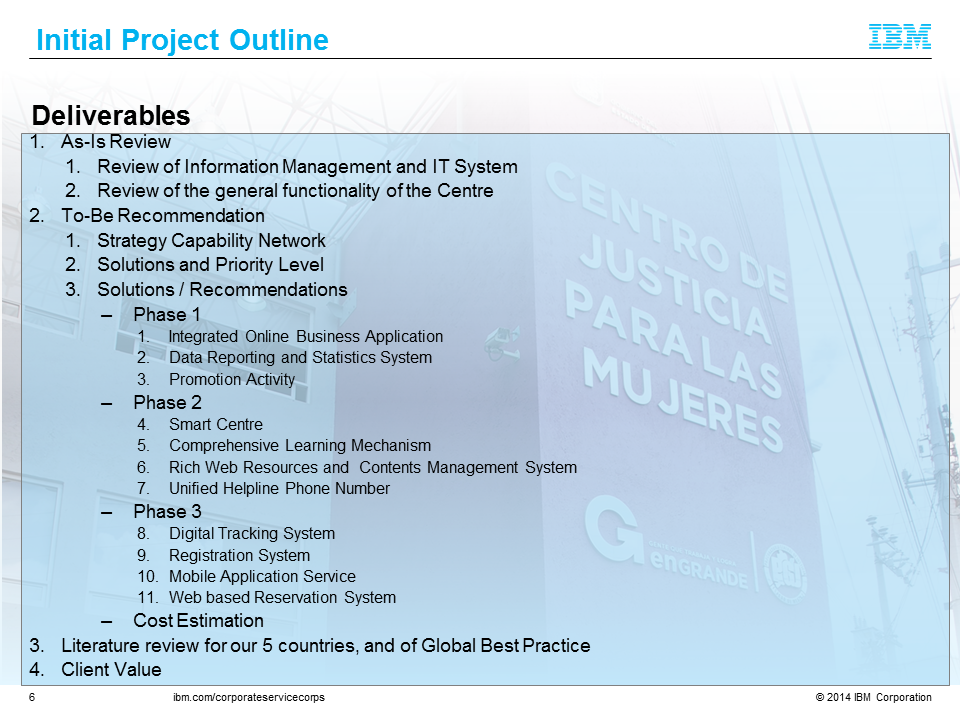 Initial Project Outline
IBM
Deliverables
1. As-Is Review
1. Review of Information Management and IT System
2. Review of the general functionality of the Centre
2. To-Be Recommendation
1. Strategy Capability Network
2. Solutions and Priority Level
3. Solutions / Recommendations
– Phase 1
1. Integrated Online Business Application
2. Data Reporting and Statistics System
3. Promotion Activity
– Phase 2
4. Smart Centre
5. Comprehensive Learning Mechanism
6. Rich Web Resources and Contents Management System
7. Unified Helpline Phone Number
– Phase 3
8. Digital Tracking System
9. Registration System
10. Mobile Application Service
11. Web based Reservation System
– Cost Estimation
3. Literature review for our 5 countries, and of Global Best Practice
4. Client Value
CENTRO DE
JUSTICIA
PARA LAS
MUJERES
G
enGRANDE
6 ibm.com/corporateservicecorps © 2014 IBM Corporation